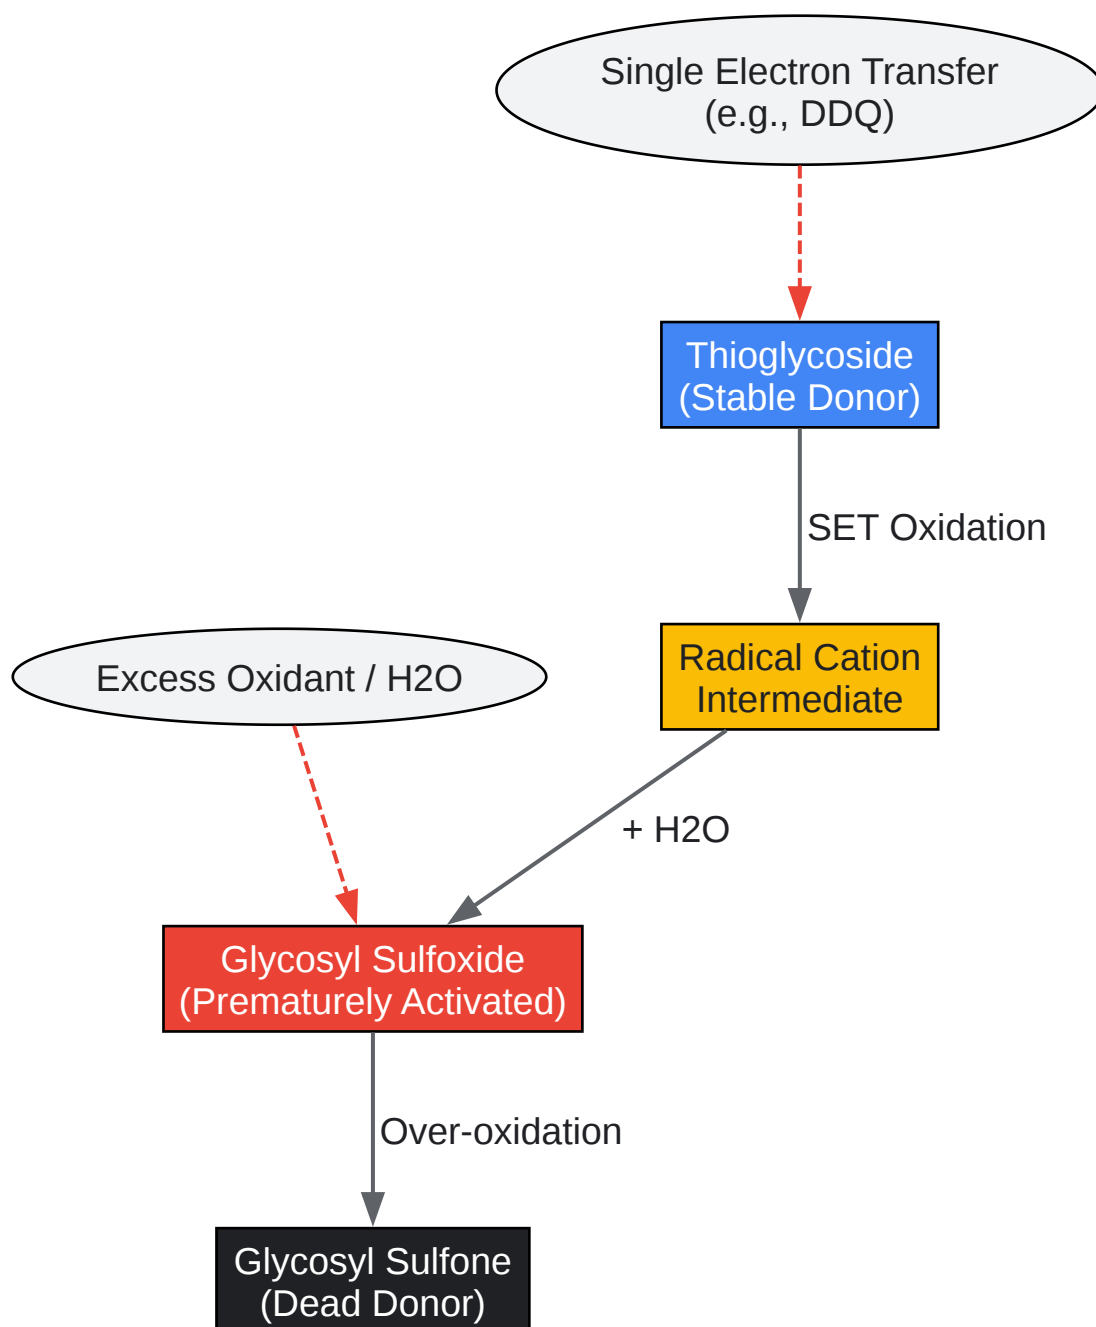 Single Electron Transfer
(e.g., DDQ)
Thioglycoside
(Stable Donor)
SET Oxidation
Radical Cation
Intermediate
Excess Oxidant / H2O
+ H2O
Glycosyl Sulfoxide
(Prematurely Activated)
Over-oxidation
Glycosyl Sulfone
(Dead Donor)